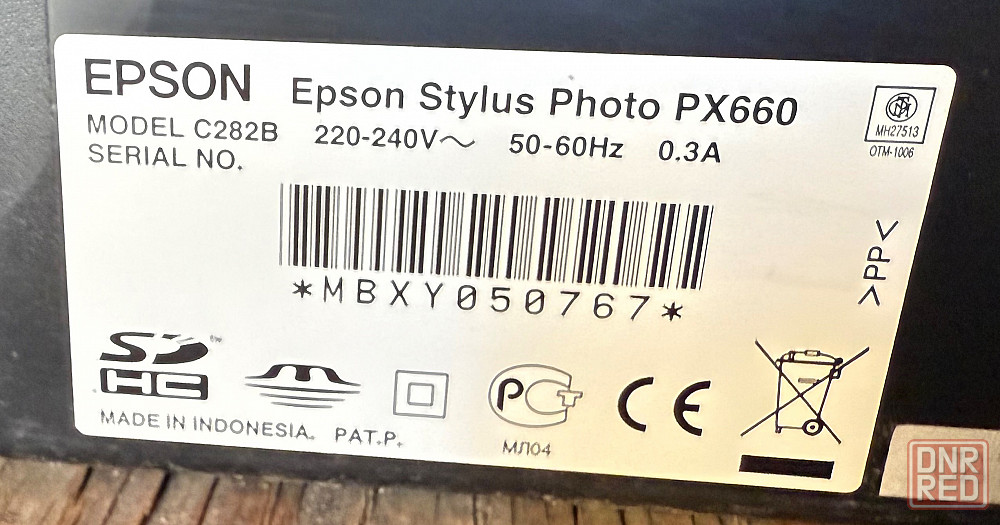 EPSON Epson Stylus Photo PX660
MODEL C282B 220-240V～ 50-60Hz 0.3A
SERIAL NO.
MH27513
OTM-1006
*MBXY050767*
>PP<
SD
HC
PG
МЛ04
CE
MADE IN INDONESIA. PAT.P.
DNR
RED